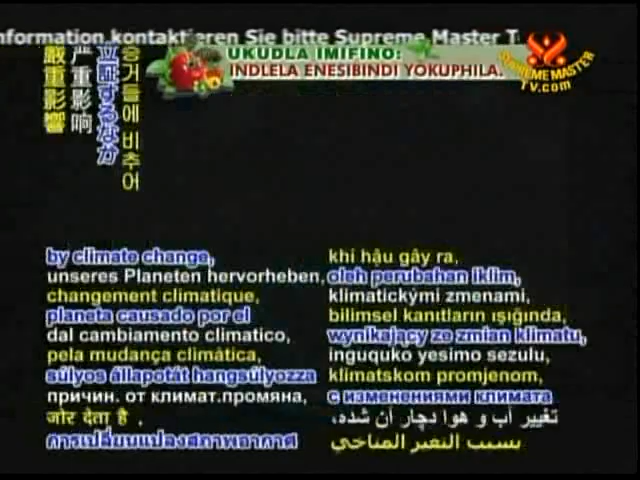 nformation kontaktieren Sie bitte Supreme Master T
UKUDLA IMIFINO:
INDLELA ENESIBINDI YOKUPHILA.
SUPREME MASTER
TV.com
嚴重影響
严重影响
立証するなか
응거들에 비추어
by climate change,
unseres Planeten hervorheben,
changement climatique,
planeta causado por el
dal cambiamento climatico,
pela mudança climática,
súlyos állapotát hangsúlyozza
причин. от климат.промяна,
जोर देता है ,
การเปลี่ยนแปลงสภาพอากาศ
khí hậu gây ra,
oleh perubahan iklim,
klimatickými zmenami,
bilimsel kanıtların ışığında,
wynikający ze zmian klimatu,
inguquko yesimo sezulu,
klimatskom promjenom,
с изменениями климата
تغییر آب و هوا دچار آن شده،
بسبب التغير المناخي